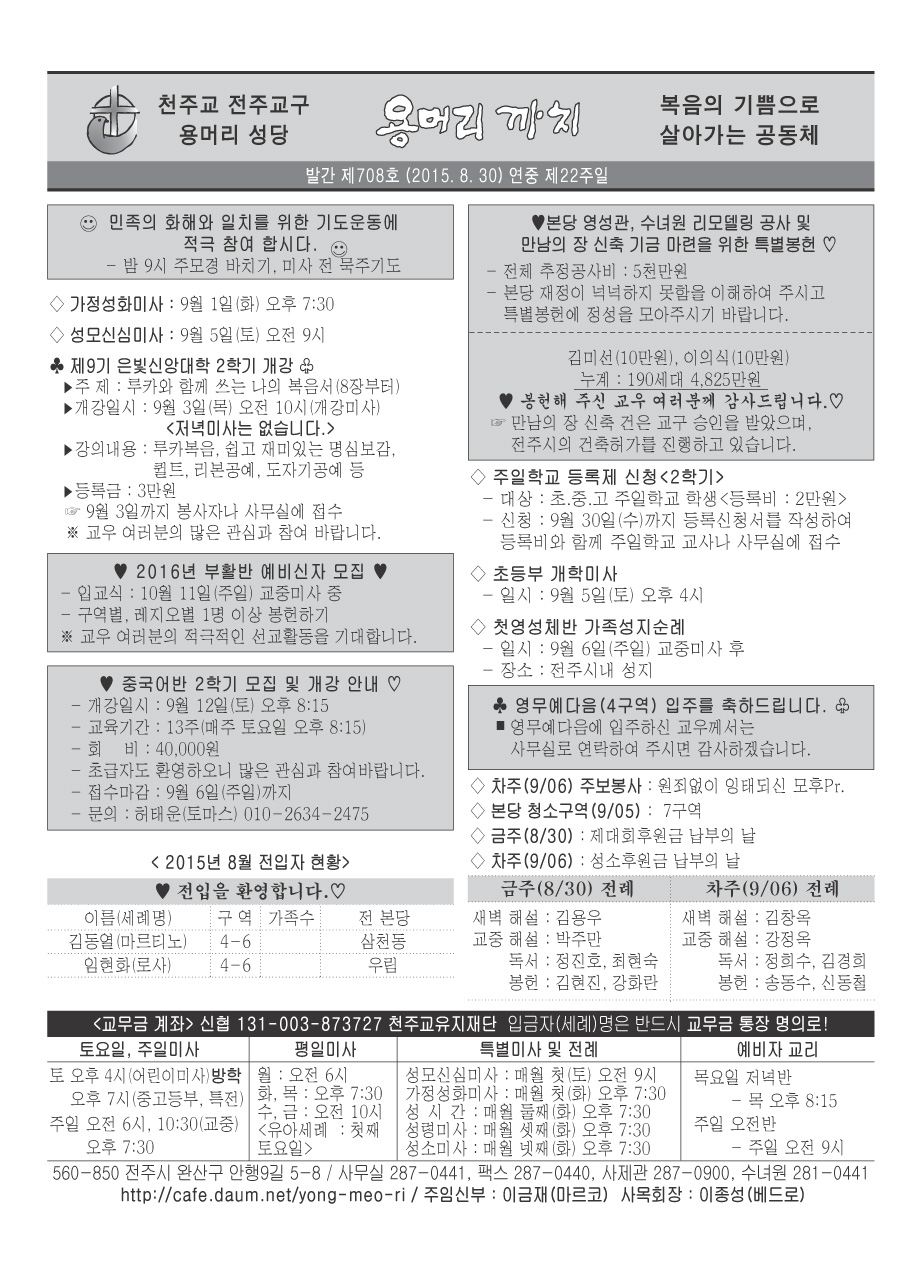 천주교 전주교구
용머리 성당
용머리 까치
복음의 기쁨으로
살아가는 공동체
발간 제708호 (2015. 8. 30) 연중 제22주일
☺ 민족의 화해와 일치를 위한 기도운동에
적극 참여 합시다. ☺
- 밤 9시 주모경 바치기, 미사 전 묵주기도
◇ 가정성화미사 : 9월 1일(화) 오후 7:30
◇ 성모신심미사 : 9월 5일(토) 오전 9시
♣ 제9기 은빛신앙대학 2학기 개강 ♧
▶주 제 : 루카와 함께 쓰는 나의 복음서(8장부터)
▶개강일시 : 9월 3일(목) 오전 10시(개강미사)
<저녁미사는 없습니다.>
▶강의내용 : 루카복음, 쉽고 재미있는 명심보감,
퀼트, 리본공예, 도자기공예 등
▶등록금 : 3만원
☞ 9월 3일까지 봉사자나 사무실에 접수
※ 교우 여러분의 많은 관심과 참여 바랍니다.
♥ 2016년 부활반 예비신자 모집 ♥
- 입교식 : 10월 11일(주일) 교중미사 중
- 구역별, 레지오별 1명 이상 봉헌하기
※ 교우 여러분의 적극적인 선교활동을 기대합니다.
♥ 중국어반 2학기 모집 및 개강 안내 ♡
- 개강일시 : 9월 12일(토) 오후 8:15
- 교육기간 : 13주(매주 토요일 오후 8:15)
- 회 비 : 40,000원
- 초급자도 환영하오니 많은 관심과 참여바랍니다.
- 접수마감 : 9월 6일(주일)까지
- 문의 : 허태운(토마스) 010-2634-2475
< 2015년 8월 전입자 현황>
♥ 전입을 환영합니다.♡
이름(세례명) 구 역 가족수 전 본당
김동열(마르티노) 4-6 삼천동
임현화(로사) 4-6 우림
♥본당 영성관, 수녀원 리모델링 공사 및
만남의 장 신축 기금 마련을 위한 특별봉헌 ♡
- 전체 추정공사비 : 5천만원
- 본당 재정이 넉넉하지 못함을 이해하여 주시고
특별봉헌에 정성을 모아주시기 바랍니다.
김미선(10만원), 이의식(10만원)
누계 : 190세대 4,825만원
♥ 봉헌해 주신 교우 여러분께 감사드립니다.♡
☞ 만남의 장 신축 건은 교구 승인을 받았으며,
전주시의 건축허가를 진행하고 있습니다.
◇ 주일학교 등록제 신청<2학기>
- 대상 : 초.중.고 주일학교 학생<등록비 : 2만원>
- 신청 : 9월 30일(수)까지 등록신청서를 작성하여
등록비와 함께 주일학교 교사나 사무실에 접수
◇ 초등부 개학미사
- 일시 : 9월 5일(토) 오후 4시
◇ 첫영성체반 가족성지순례
- 일시 : 9월 6일(주일) 교중미사 후
- 장소 : 전주시내 성지
♣ 영무예다음(4구역) 입주를 축하드립니다. ♧
■ 영무예다음에 입주하신 교우께서는
사무실로 연락하여 주시면 감사하겠습니다.
◇ 차주(9/06) 주보봉사 : 원죄없이 잉태되신 모후Pr.
◇ 본당 청소구역(9/05) : 7구역
◇ 금주(8/30) : 제대회후원금 납부의 날
◇ 차주(9/06) : 성소후원금 납부의 날
금주(8/30) 전례 차주(9/06) 전례
새벽 해설 : 김용우 새벽 해설 : 김창옥
교중 해설 : 박주만 교중 해설 : 강정옥
독서 : 정진호, 최현숙 독서 : 정희수, 김경희
봉헌 : 김현진, 강화란 봉헌 : 송동수, 신동철
<교무금 계좌> 신협 131-003-873727 천주교유지재단 입금자(세례)명은 반드시 교무금 통장 명의로!
토요일, 주일미사 평일미사 특별미사 및 전례 예비자 교리
토 오후 4시(어린이미사)방학
오후 7시(중고등부, 특전)
주일 오전 6시, 10:30(교중)
오후 7:30
월 : 오전 6시
화, 목 : 오후 7:30
수, 금 : 오전 10시
<유아세례 : 첫째
토요일>
성모신심미사 : 매월 첫(토) 오전 9시
가정성화미사 : 매월 첫(화) 오후 7:30
성 시 간 : 매월 둘째(화) 오후 7:30
성령미사 : 매월 셋째(화) 오후 7:30
성소미사 : 매월 넷째(화) 오후 7:30
목요일 저녁반
- 목 오후 8:15
주일 오전반
- 주일 오전 9시
560-850 전주시 완산구 안행9길 5-8 / 사무실 287-0441, 팩스 287-0440, 사제관 287-0900, 수녀원 281-0441
http://cafe.daum.net/yong-meo-ri / 주임신부 : 이금재(마르코) 사목회장 : 이종성(베드로)